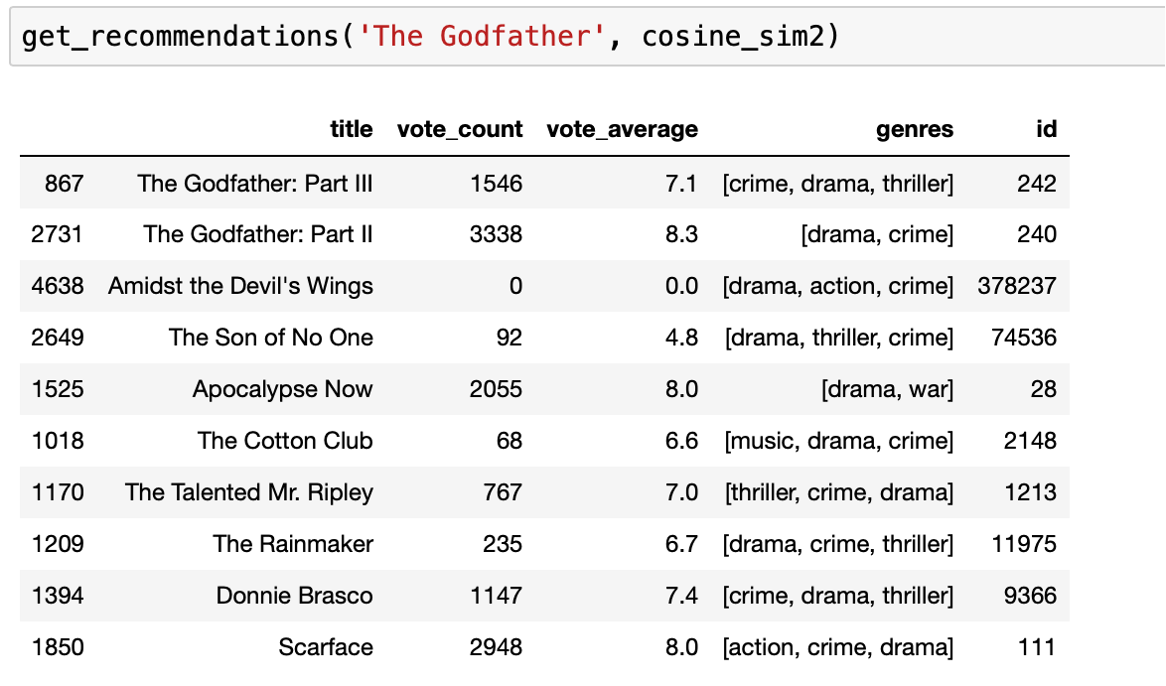 get_recommendations('The Godfather', cosine_sim2)
title vote_count vote_average genres id
867 The Godfather: Part III 1546 7.1 [crime, drama, thriller] 242
2731 The Godfather: Part II 3338 8.3 [drama, crime] 240
4638 Amidst the Devil's Wings 0 0.0 [drama, action, crime] 378237
2649 The Son of No One 92 4.8 [drama, thriller, crime] 74536
1525 Apocalypse Now 2055 8.0 [drama, war] 28
1018 The Cotton Club 68 6.6 [music, drama, crime] 2148
1170 The Talented Mr. Ripley 767 7.0 [thriller, crime, drama] 1213
1209 The Rainmaker 235 6.7 [drama, crime, thriller] 11975
1394 Donnie Brasco 1147 7.4 [crime, drama, thriller] 9366
1850 Scarface 2948 8.0 [action, crime, drama] 111